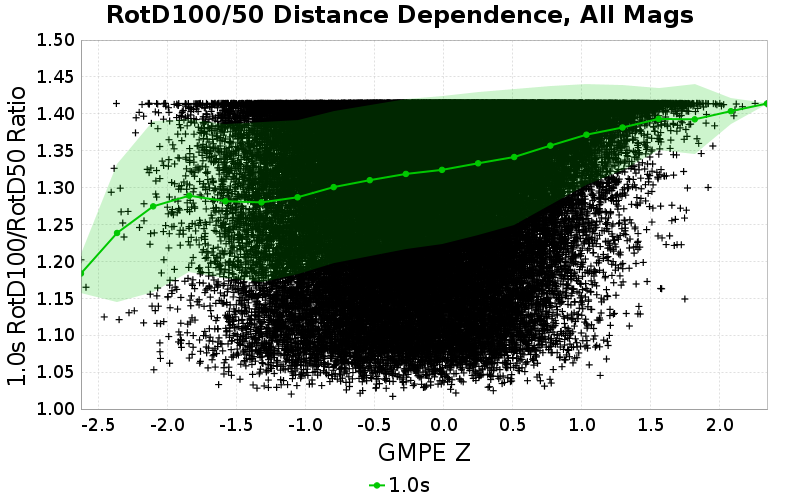 RotD100/50 Distance Dependence, All Mags
1.0s RotD100/RotD50 Ratio
1.50
1.45
1.40
1.35
1.30
1.25
1.20
1.15
1.10
1.05
1.00
-2.5 -2.0 -1.5 -1.0 -0.5 0.0 0.5 1.0 1.5 2.0
GMPE Z
1.0s